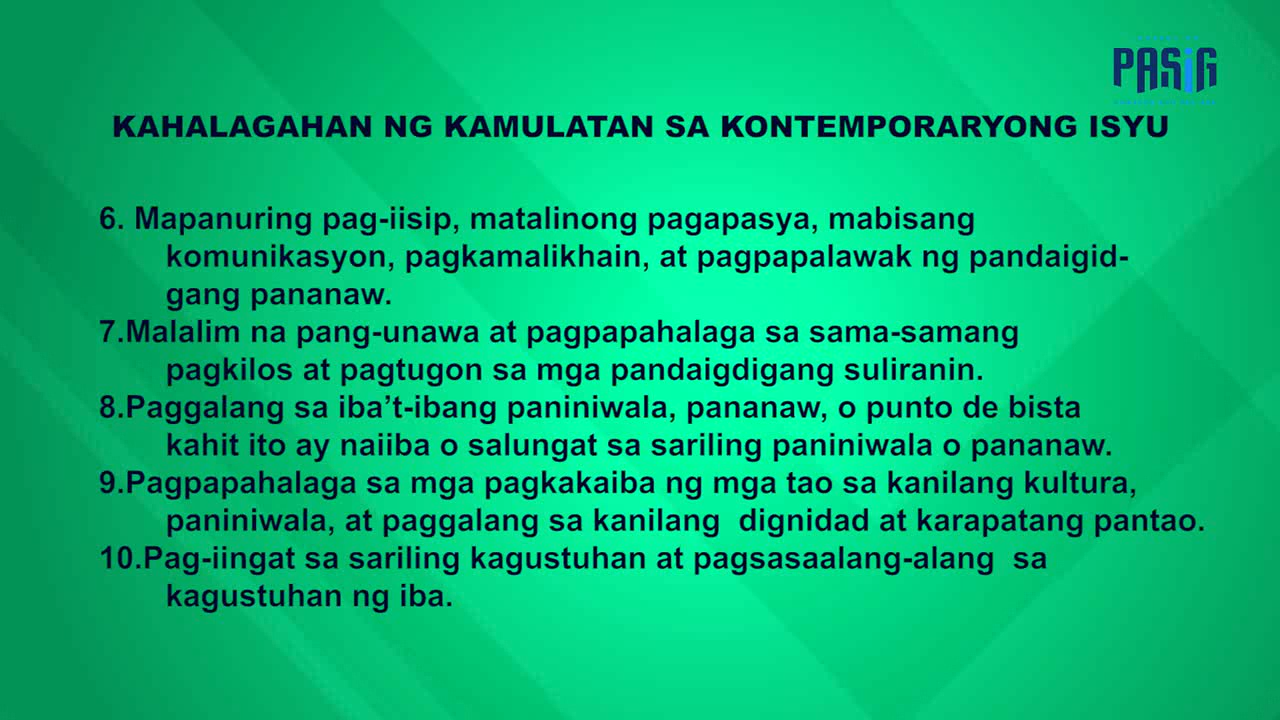 PASiG
KAHALAGAHAN NG KAMULATAN SA KONTEMPORARYONG ISYU
6. Mapanuring pag-iisip, matalinong pagapasya, mabisang
komunikasyon, pagkamalikhain, at pagpapalawak ng pandaigid-
gang pananaw.
7.Malalim na pang-unawa at pagpapahalaga sa sama-samang
pagkilos at pagtugon sa mga pandaigdigang suliranin.
8.Paggalang sa iba’t-ibang paniniwala, pananaw, o punto de bista
kahit ito ay naiiba o salungat sa sariling paniniwala o pananaw.
9.Pagpapahalaga sa mga pagkakaiba ng mga tao sa kanilang kultura,
paniniwala, at paggalang sa kanilang dignidad at karapatang pantao.
10.Pag-iingat sa sariling kagustuhan at pagsasaalang-alang sa
kagustuhan ng iba.